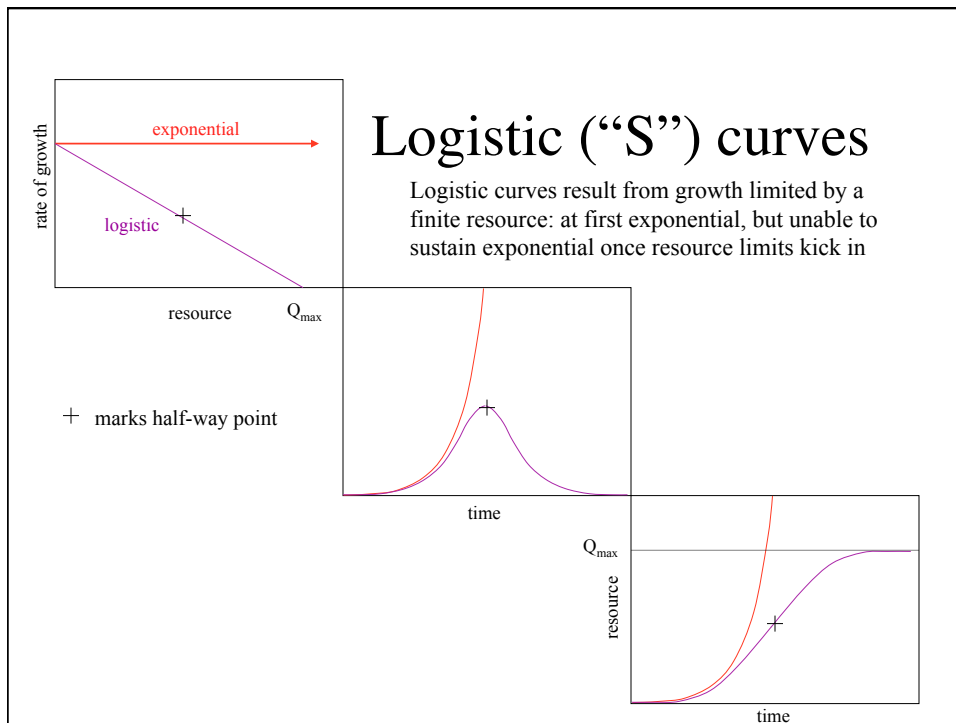 Logistic (“S”) curves
Logistic curves result from growth limited by a
finite resource: at first exponential, but unable to
sustain exponential once resource limits kick in
rate of growth
exponential
logistic
resource
Qmax
+ marks half-way point
time
Qmax
resource
time